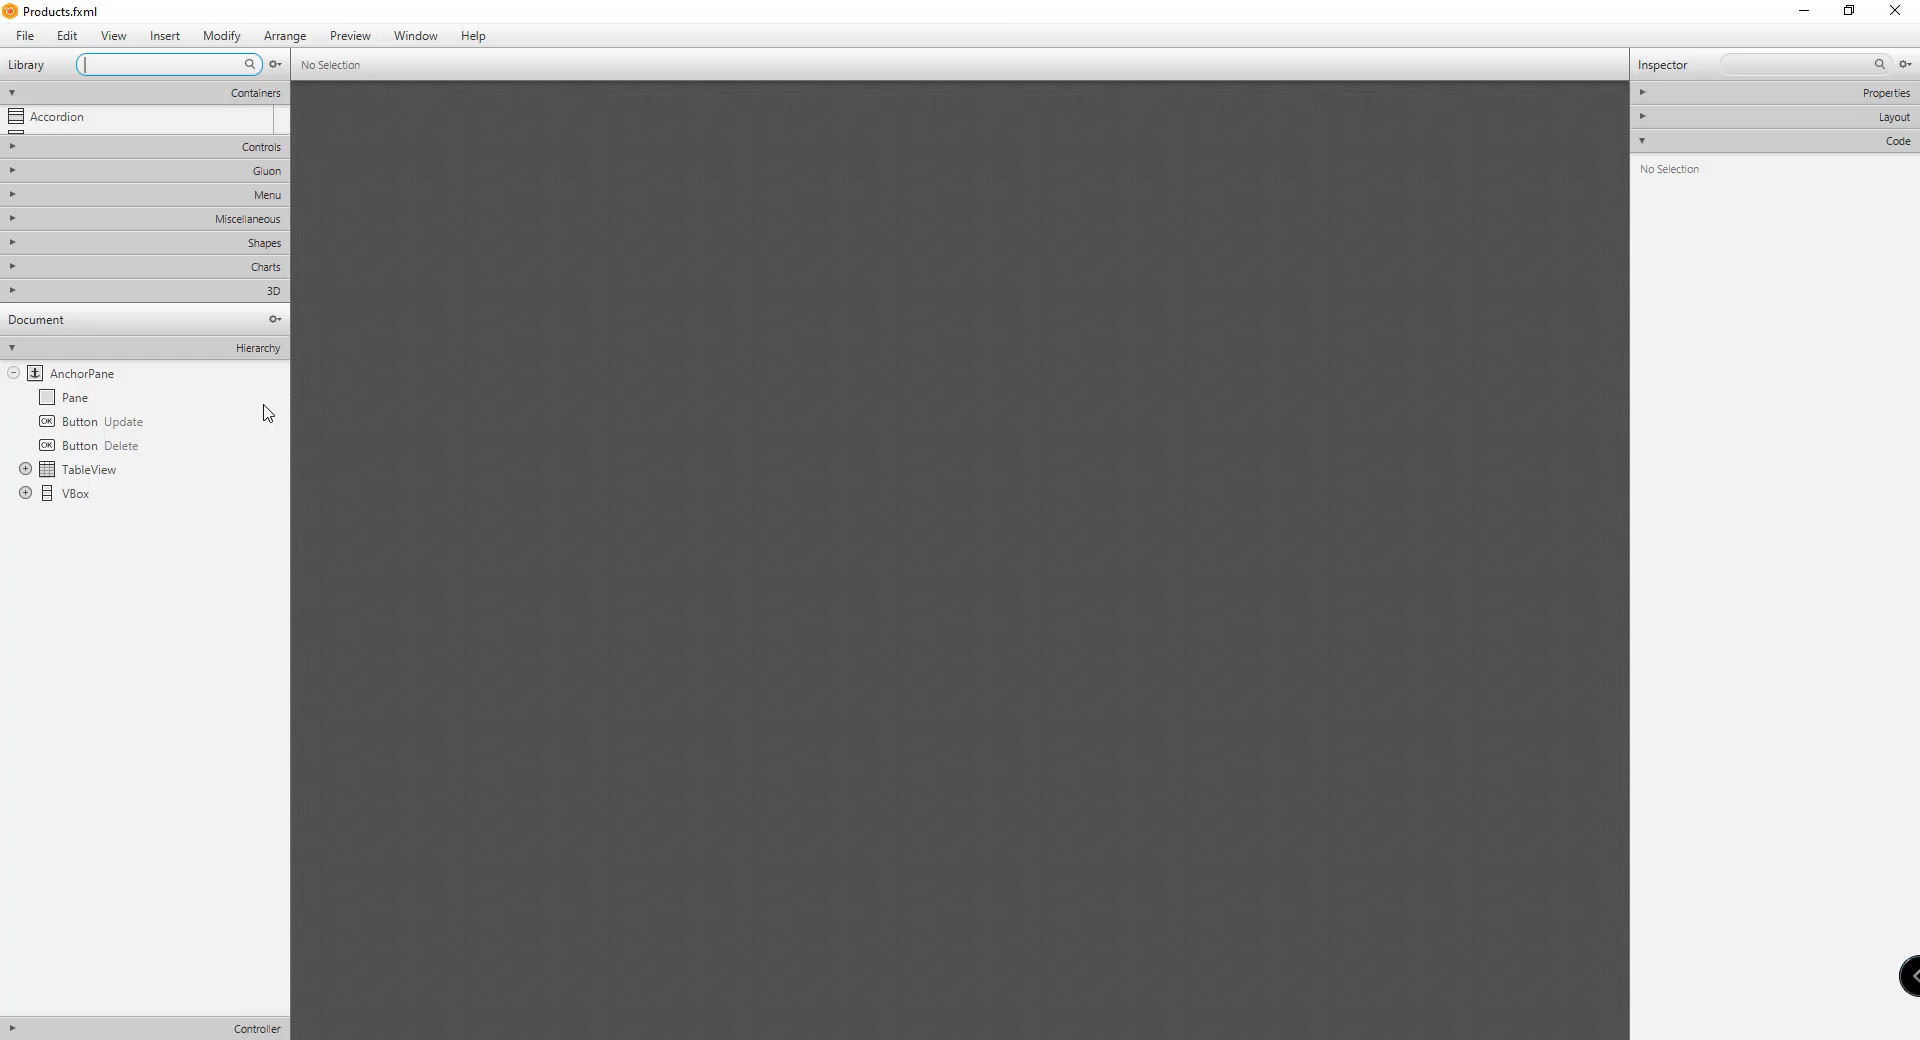 Products.fxml
File Edit View Insert Modify Arrange Preview Window Help
Library
No Selection
Inspector
Containers
Accordion
Controls
Gluon
Menu
Miscellaneous
Shapes
Charts
3D
Document
Hierarchy
AnchorPane
Pane
OK Button Update
OK Button Delete
TableView
VBox
Controller
Properties
Layout
Code
No Selection